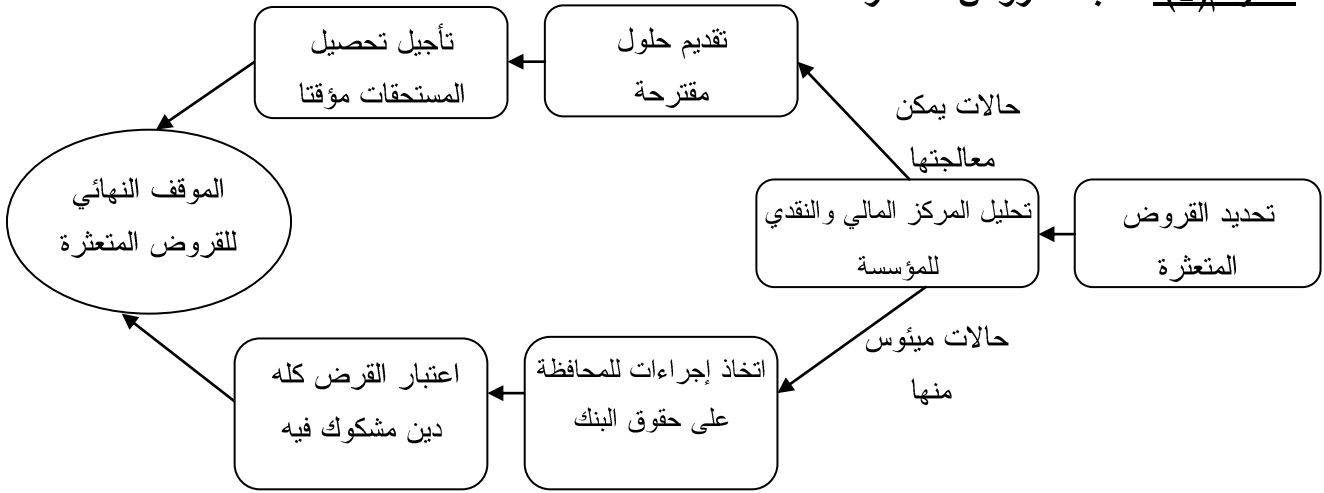 تقديم حلول
مقترحة
تأجيل تحصيل
المستحقات مؤقتا
حالات يمكن
معالجتها
تحديد القروض
المتعثرة
تحليل المركز المالي والنقدي
للمؤسسة
الموقف النهائي
للقروض المتعثرة
حالات ميئوس
منها
اتخاذ إجراءات للمحافظة
على حقوق البنك
اعتبار القرض كله
دين مشكوك فيه